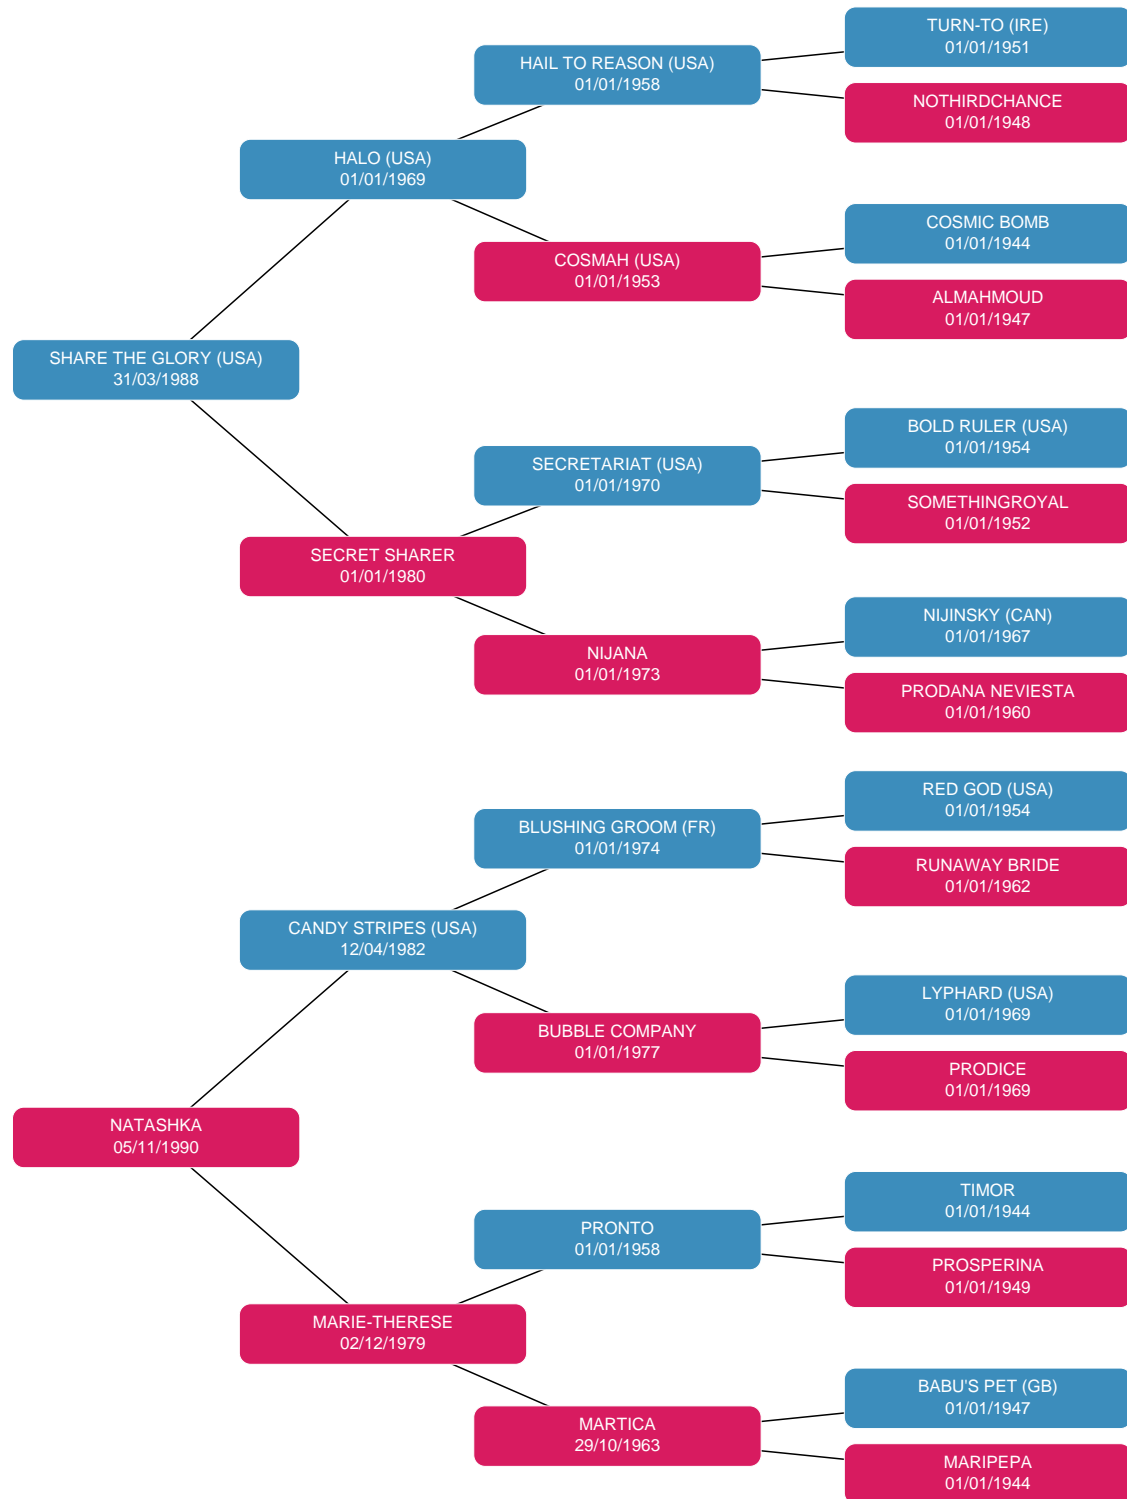 TURN-TO (IRE)
01/01/1951
HAIL TO REASON (USA)
01/01/1958
NOTHIRDCHANCE
01/01/1948
HALO (USA)
01/01/1969
COSMIC BOMB
01/01/1944
COSMAH (USA)
01/01/1953
ALMAHMOUD
01/01/1947
SHARE THE GLORY (USA)
31/03/1988
BOLD RULER (USA)
01/01/1954
SECRETARIAT (USA)
01/01/1970
SOMETHINGROYAL
01/01/1952
SECRET SHARER
01/01/1980
NIJINSKY (CAN)
01/01/1967
NIJANA
01/01/1973
PRODANA NEVIESTA
01/01/1960
RED GOD (USA)
01/01/1954
BLUSHING GROOM (FR)
01/01/1974
RUNAWAY BRIDE
01/01/1962
CANDY STRIPES (USA)
12/04/1982
LYPHARD (USA)
01/01/1969
BUBBLE COMPANY
01/01/1977
PRODICE
01/01/1969
NATASHKA
05/11/1990
TIMOR
01/01/1944
PRONTO
01/01/1958
PROSPERINA
01/01/1949
MARIE-THERESE
02/12/1979
BABU'S PET (GB)
01/01/1947
MARTICA
29/10/1963
MARIPEPA
01/01/1944